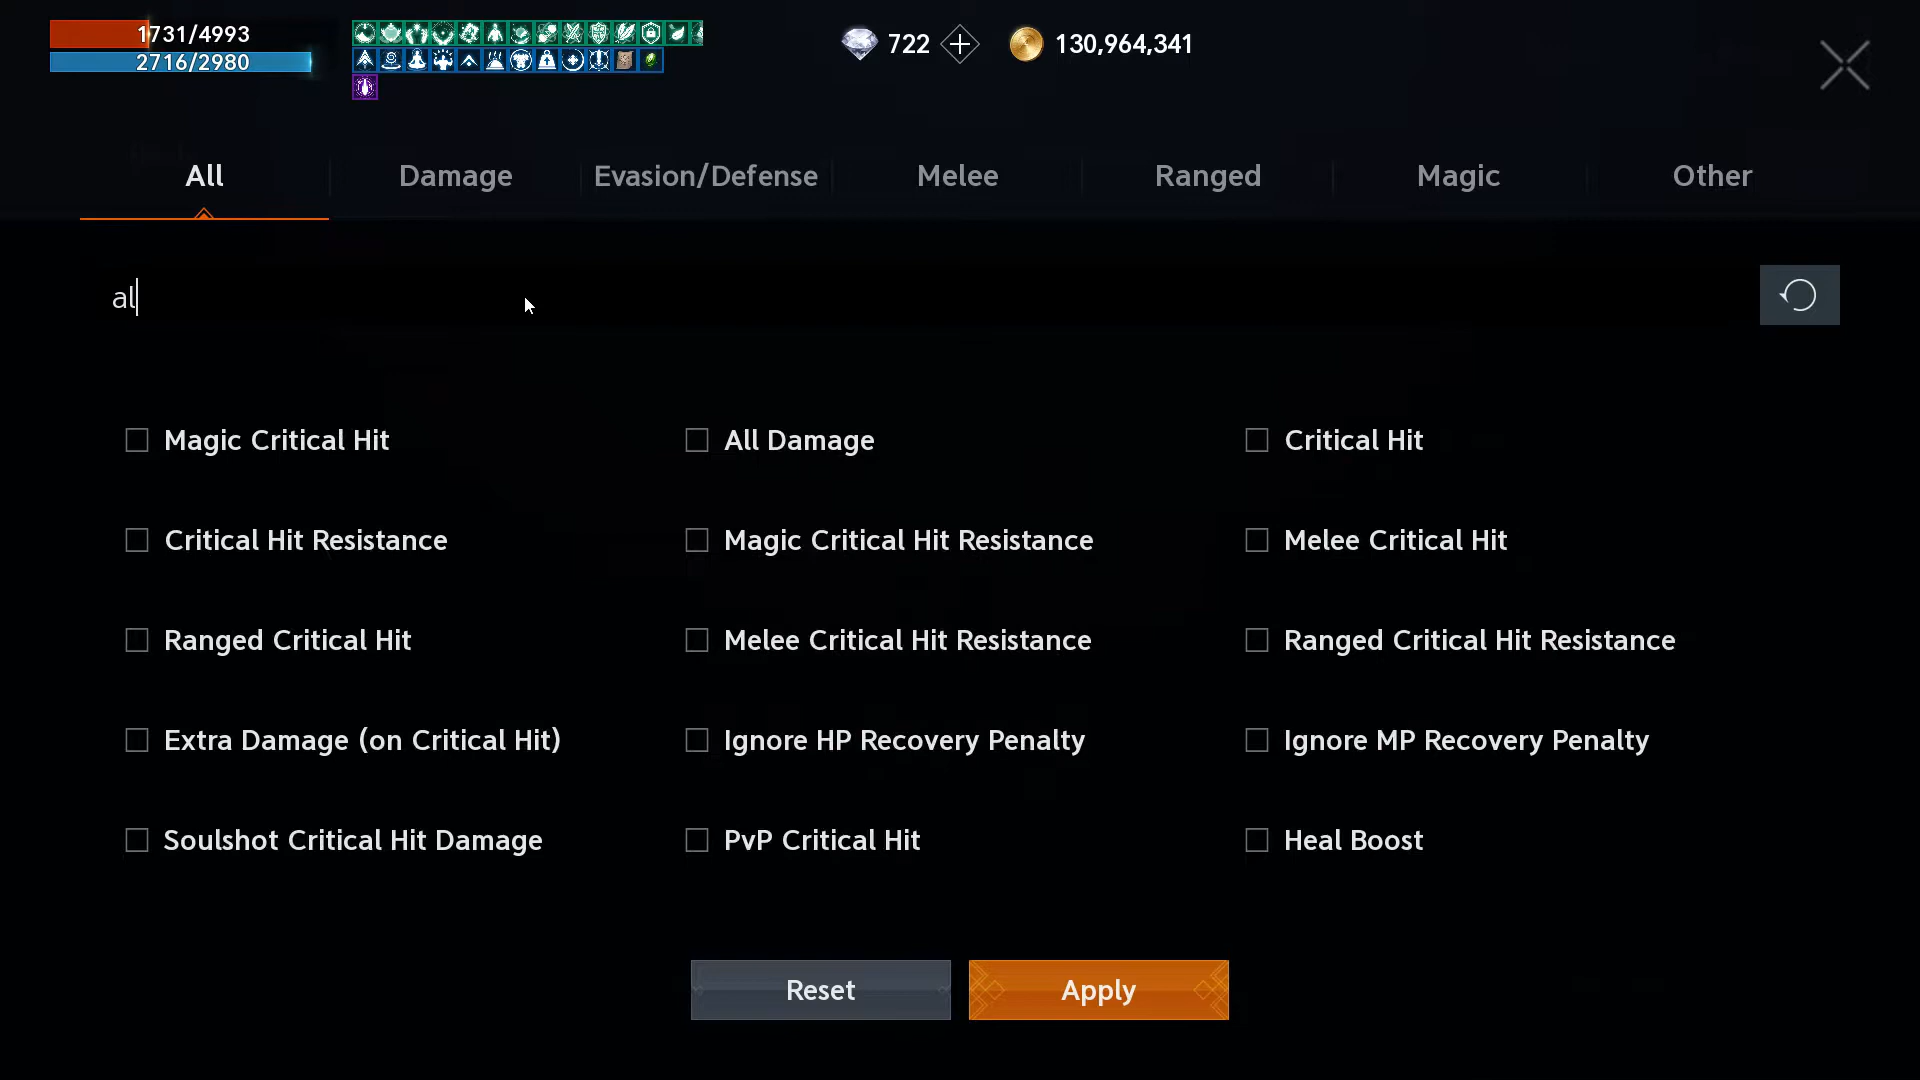 1731/4993
2716/2980
722
130,964,341
All
Damage
Evasion/Defense
Melee
Ranged
Magic
Other
al
Magic Critical Hit
All Damage
Critical Hit
Critical Hit Resistance
Magic Critical Hit Resistance
Melee Critical Hit
Ranged Critical Hit
Melee Critical Hit Resistance
Ranged Critical Hit Resistance
Extra Damage (on Critical Hit)
Ignore HP Recovery Penalty
Ignore MP Recovery Penalty
Soulshot Critical Hit Damage
PvP Critical Hit
Heal Boost
Reset
Apply